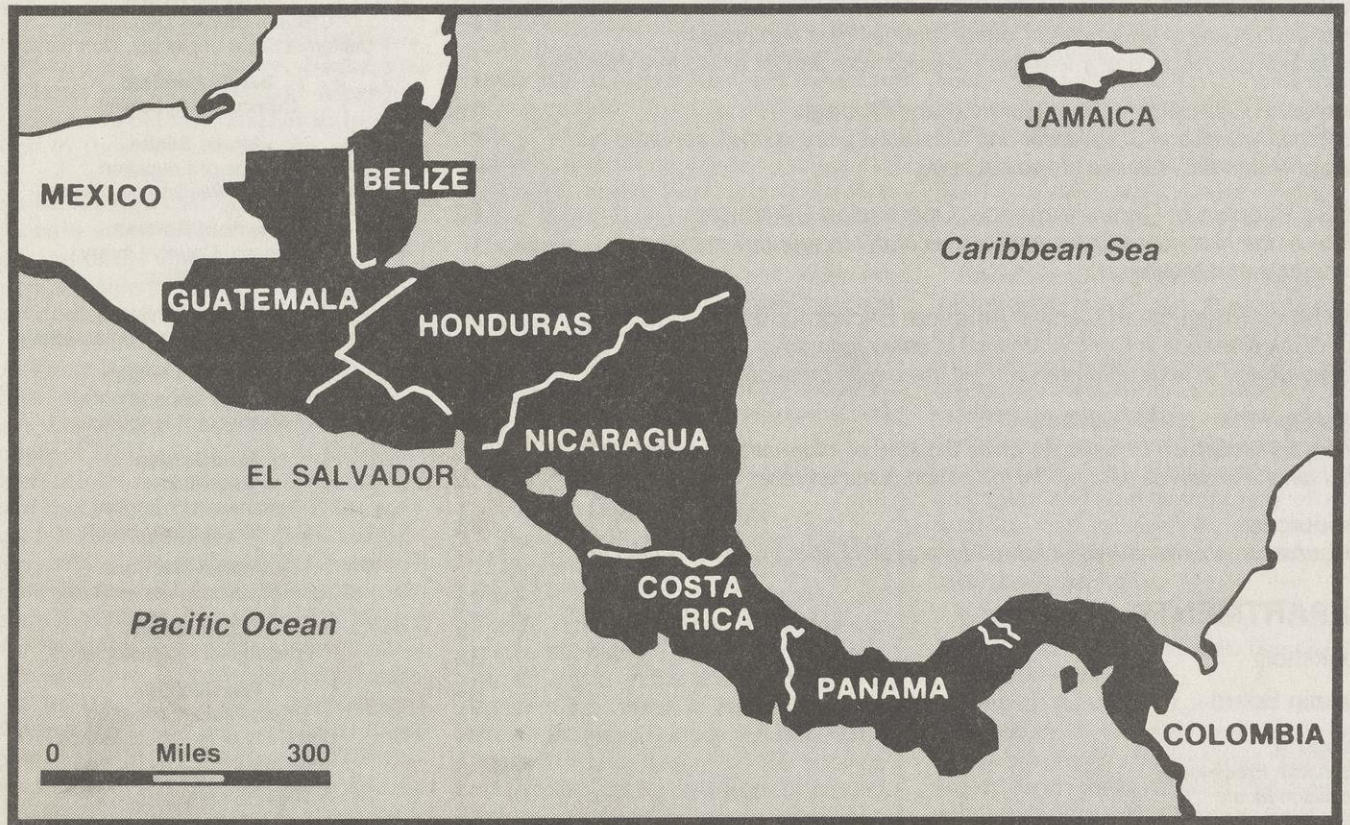 JAMAICA
MEXICO
BELIZE
Caribbean Sea
GUATEMALA
HONDURAS
NICARAGUA
EL SALVADOR
COSTA
RICA
Pacific Ocean
PANAMA
COLOMBIA
0 Miles 300